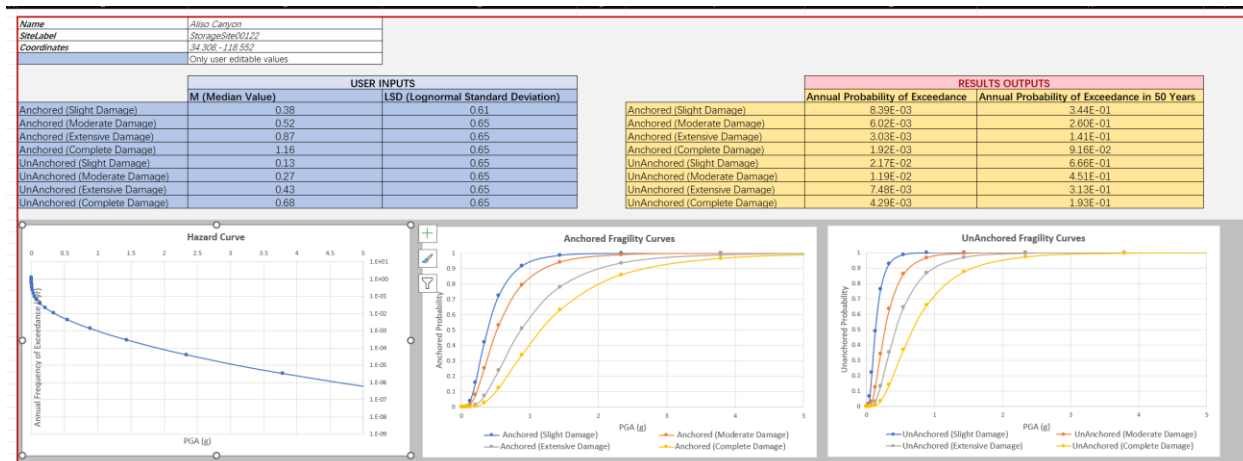 Name Aliso Canyon
SiteLabel StorageSite00122
Coordinates 34.308,-118.552
Only user editable values
USER INPUTS
M (Median Value) LSD (Lognormal Standard Deviation)
Anchored (Slight Damage) 0.38 0.61
Anchored (Moderate Damage) 0.52 0.65
Anchored (Extensive Damage) 0.87 0.65
Anchored (Complete Damage) 1.16 0.65
UnAnchored (Slight Damage) 0.13 0.65
UnAnchored (Moderate Damage) 0.27 0.65
UnAnchored (Extensive Damage) 0.43 0.65
UnAnchored (Complete Damage) 0.68 0.65
RESULTS OUTPUTS
Annual Probability of Exceedance Annual Probability of Exceedance in 50 Years
Anchored (Slight Damage) 8.39E-03 3.44E-01
Anchored (Moderate Damage) 6.02E-03 2.60E-01
Anchored (Extensive Damage) 3.03E-03 1.41E-01
Anchored (Complete Damage) 1.92E-03 9.16E-02
UnAnchored (Slight Damage) 2.17E-02 6.66E-01
UnAnchored (Moderate Damage) 1.19E-02 4.51E-01
UnAnchored (Extensive Damage) 7.48E-03 3.13E-01
UnAnchored (Complete Damage) 4.29E-03 1.93E-01
Hazard Curve
0 0.5 1 1.5 2 2.5 3 3.5 4 4.5 5
1.E+01
1.E+00
1.E-01
1.E-02
1.E-03
1.E-04
1.E-05
1.E-06
1.E-07
1.E-08
1.E-09
Annual Frequency of Exceedance (/yr)
PGA (g)
Anchored Fragility Curves
1
0.9
0.8
0.7
0.6
0.5
0.4
0.3
0.2
0.1
0
Anchored Probability
0 1 2 3 4 5
PGA (g)
Anchored (Slight Damage) Anchored (Moderate Damage)
Anchored (Extensive Damage) Anchored (Complete Damage)
UnAnchored Fragility Curves
1
0.9
0.8
0.7
0.6
0.5
0.4
0.3
0.2
0.1
0
Unanchored Probability
0 1 2 3 4 5
PGA (g)
UnAnchored (Slight Damage) UnAnchored (Moderate Damage)
UnAnchored (Extensive Damage) UnAnchored (Complete Damage)